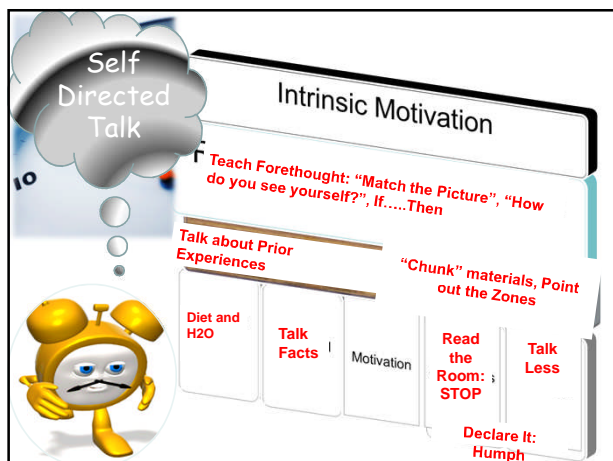 Self
Directed
Talk
10
Intrinsic Motivation
F
Teach Forethought: “Match the Picture”, “How
do you see yourself?”, If…..Then
Talk about Prior
Experiences
“Chunk” materials, Point
out the Zones
Diet and
H2O
Talk
Facts
Motivation
Read
the
Room:
STOP
Talk
Less
Declare It:
Humph